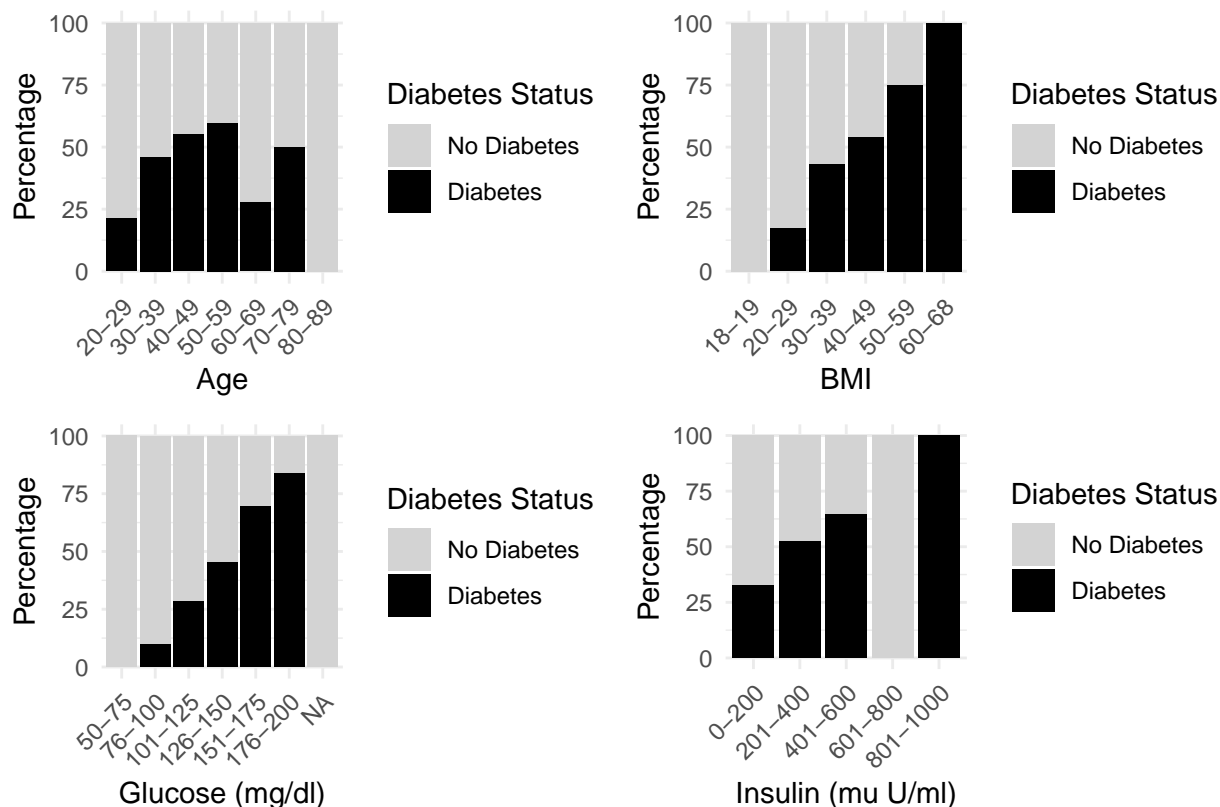 100
75
50
25
0
Percentage
20–29
30–39
40–49
50–59
60–69
70–79
80–89
Age
Diabetes Status
No Diabetes
Diabetes
100
75
50
25
0
Percentage
18–19
20–29
30–39
40–49
50–59
60–68
BMI
Diabetes Status
No Diabetes
Diabetes
100
75
50
25
0
Percentage
50–75
76–100
101–125
126–150
151–175
176–200
NA
Glucose (mg/dl)
Diabetes Status
No Diabetes
Diabetes
100
75
50
25
0
Percentage
0–200
201–400
401–600
601–800
801–1000
Insulin (mu U/ml)
Diabetes Status
No Diabetes
Diabetes